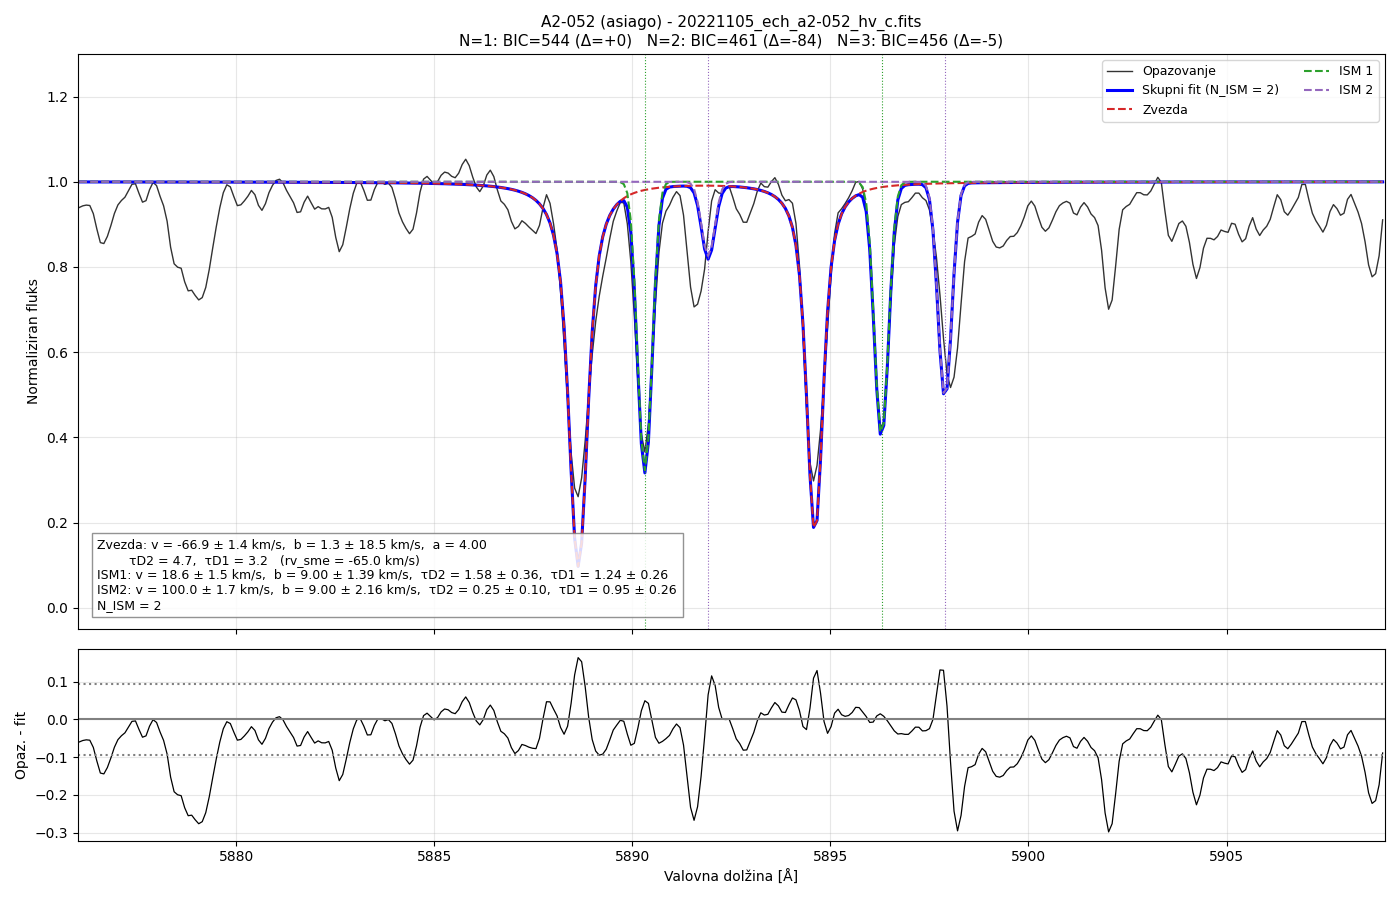 A2-052 (asiago) - 20221105_ech_a2-052_hv_c.fits
N=1: BIC=544 (Δ=+0)   N=2: BIC=461 (Δ=-84)   N=3: BIC=456 (Δ=-5)
Opazovanje
Skupni fit (N_ISM = 2)
Zvezda
ISM 1
ISM 2
Normaliziran fluks
1.2
1.0
0.8
0.6
0.4
0.2
0.0
Zvezda: v = -66.9 ± 1.4 km/s,  b = 1.3 ± 18.5 km/s,  a = 4.00
τD2 = 4.7,  τD1 = 3.2   (rv_sme = -65.0 km/s)
ISM1: v = 18.6 ± 1.5 km/s,  b = 9.00 ± 1.39 km/s,  τD2 = 1.58 ± 0.36,  τD1 = 1.24 ± 0.26
ISM2: v = 100.0 ± 1.7 km/s,  b = 9.00 ± 2.16 km/s,  τD2 = 0.25 ± 0.10,  τD1 = 0.95 ± 0.26
N_ISM = 2
Opaz. - fit
0.1
0.0
−0.1
−0.2
−0.3
5880 5885 5890 5895 5900 5905
Valovna dolžina [Å]